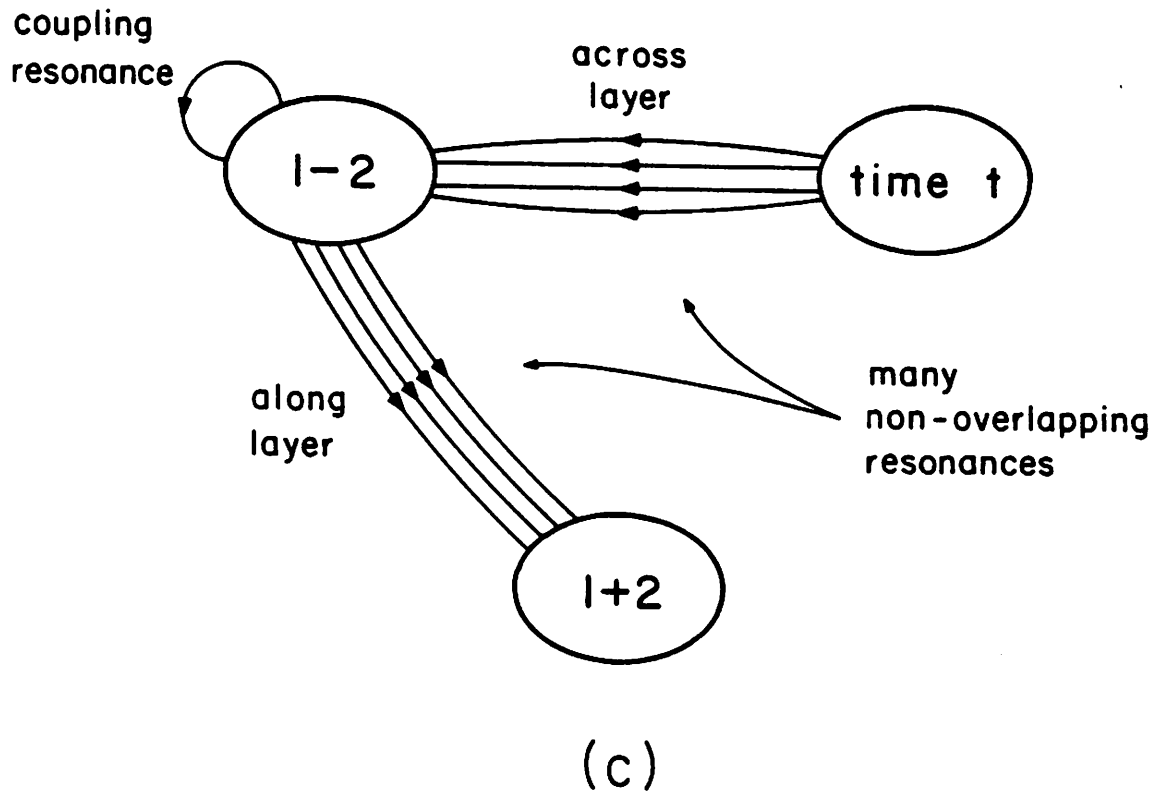 coupling
resonance
across
layer
1-2
time t
along
layer
many
non-overlapping
resonances
1+2
(c)